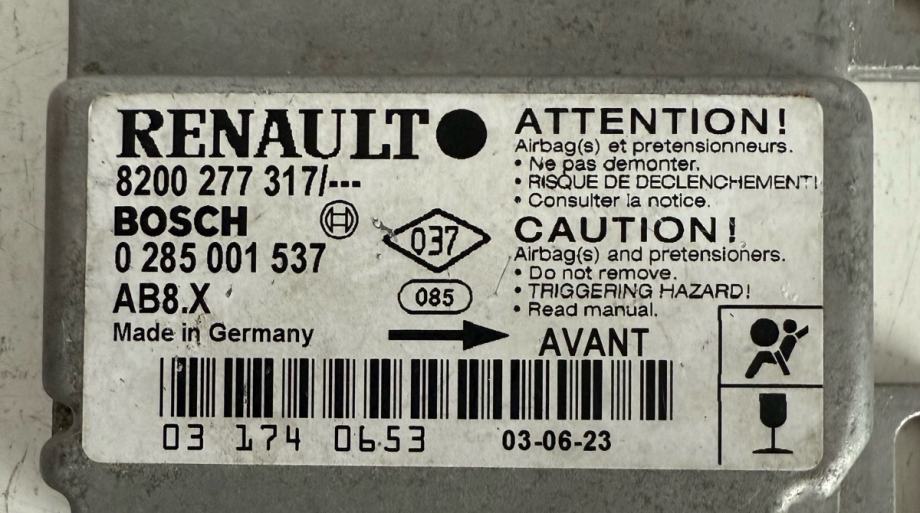 RENAULT
8200 277 317/---
BOSCH
0 285 001 537
AB8.X
Made in Germany
037
085
ATTENTION!
Airbag(s) et pretensionneurs.
• Ne pas demonter.
• RISQUE DE DECLENCHEMENT!
• Consulter la notice.
CAUTION!
Airbag(s) and pretensioners.
• Do not remove.
• TRIGGERING HAZARD!
• Read manual.
AVANT
03 174 0653
03-06-23